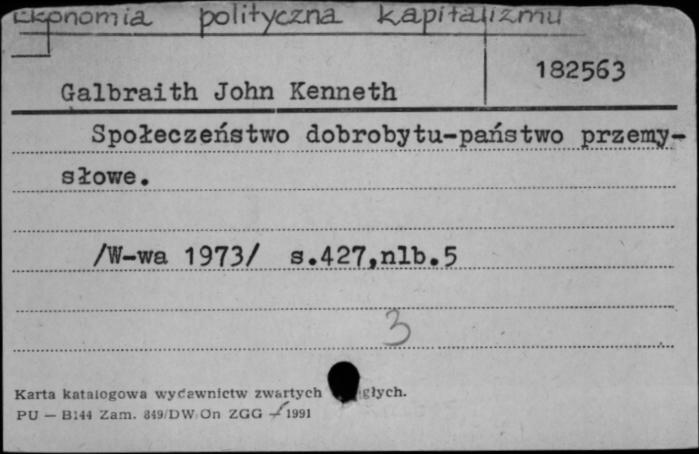 Ekonomia polityczna kapitalizmu
182563
Galbraith John Kenneth
Społeczeństwo dobrobytu-państwo przemy-
słowe.
/W-wa 1973/ s.427,nlb.5
3
Karta katalogowa wydawnictw zwartych głych.
PU — B144 Zam. 849/DW/On ZGG 1991